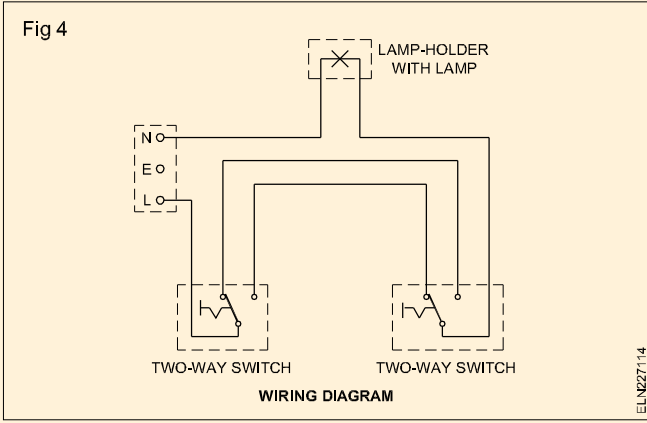 Fig 4
LAMP-HOLDER
WITH LAMP
N
E
L
TWO-WAY SWITCH
TWO-WAY SWITCH
WIRING DIAGRAM
ELN227114